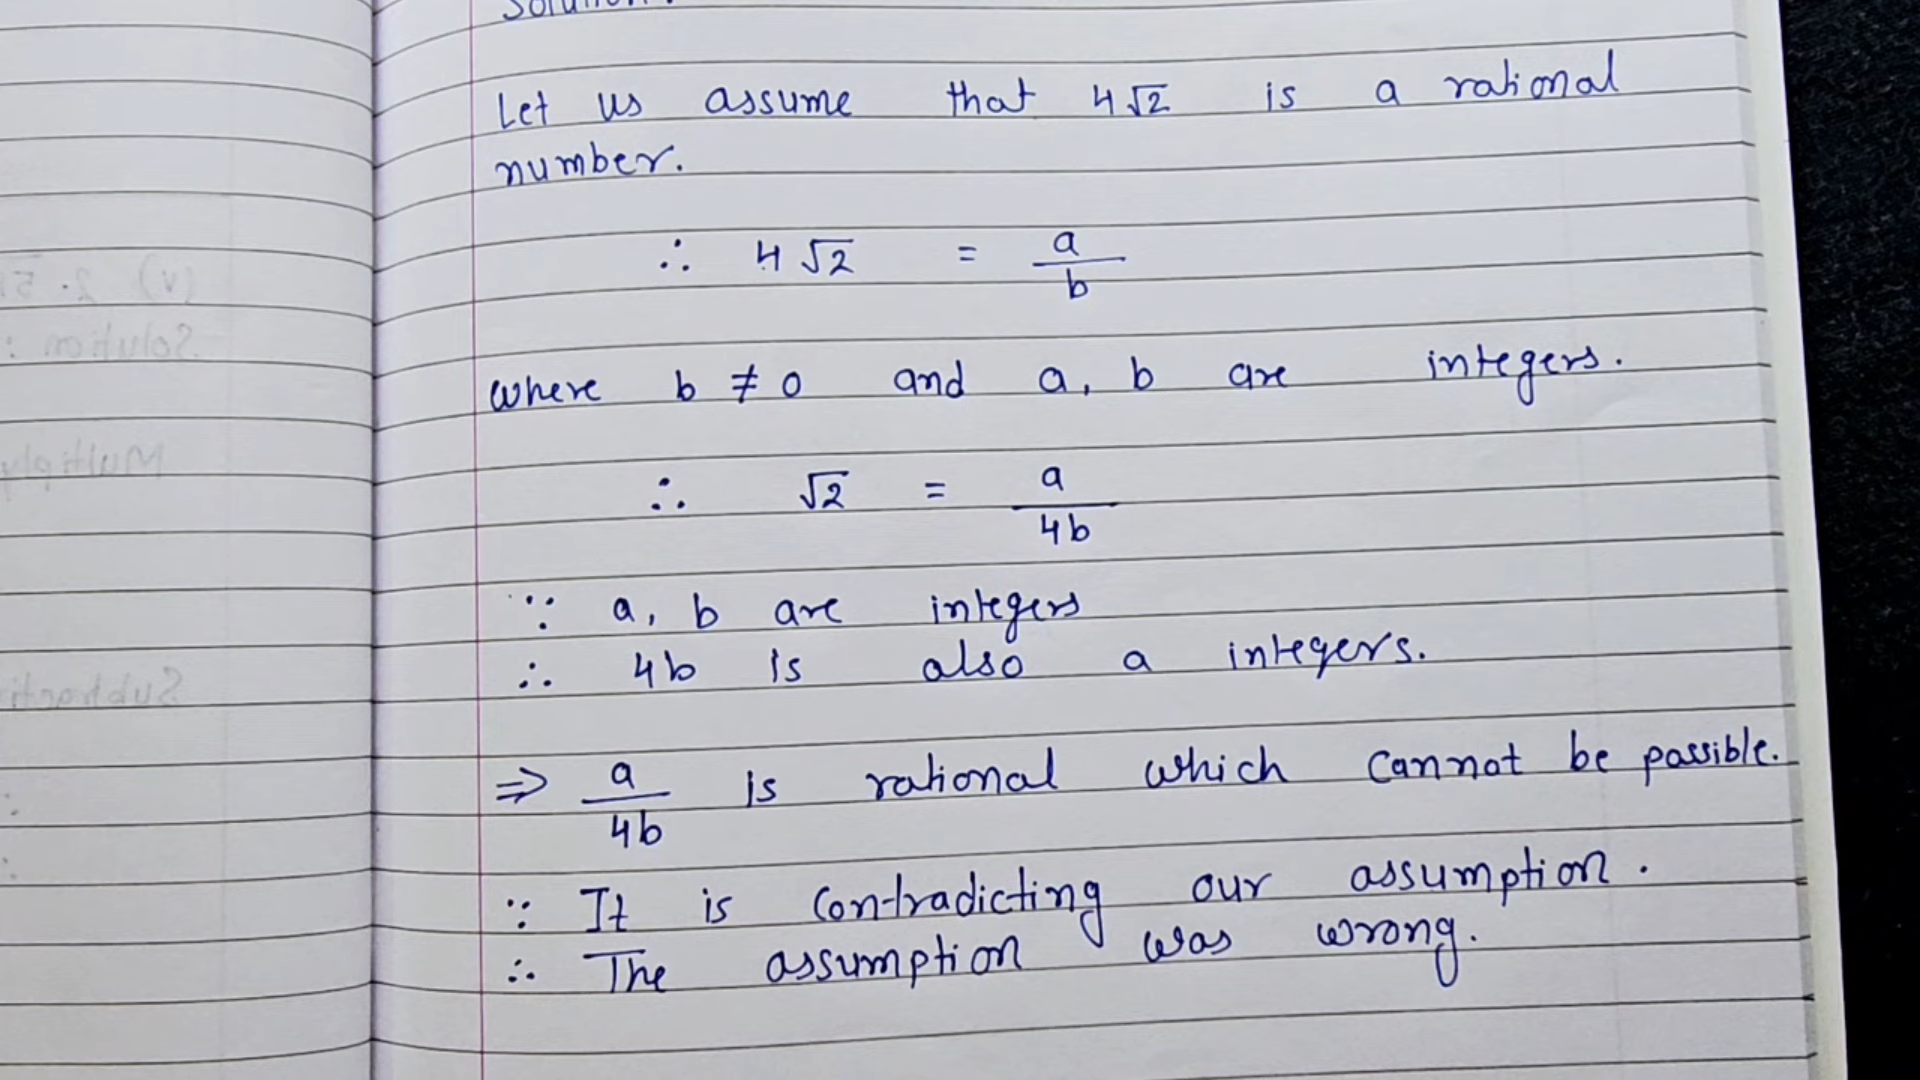 Solution :
Let us assume that 4√2 is a rational
number.
∴ 4√2 = a/b
where b ≠ 0 and a, b are integers.
∴ √2 = a/4b
∵ a, b are integers
∴ 4b is also a integers.
⇒ a/4b is rational which cannot be possible.
∵ It is contradicting our assumption.
∴ The assumption was wrong.